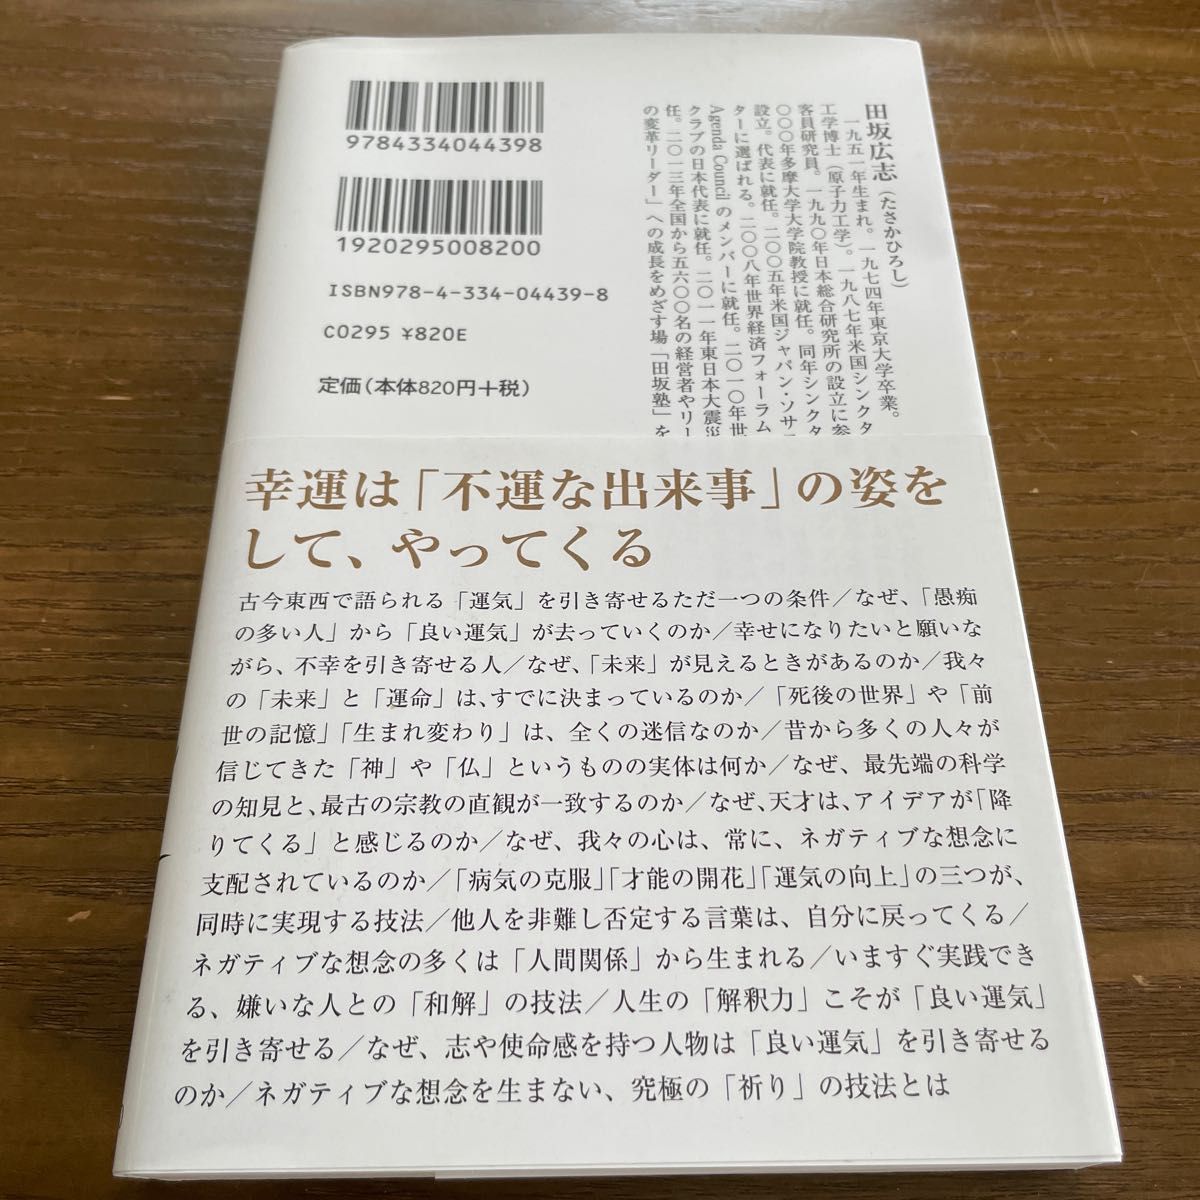 9784334044398
1920295008200
ISBN978-4-334-04439-8
C0295 ¥820E
定価(本体820円+税)
田坂広志(たさかひろし)
一九五一年生まれ。一九七四年東京大学卒業。
工学博士(原子力工学)。一九八七年米国シンクタ
客員研究員。一九九〇年日本総合研究所の設立に参
〇〇〇年多摩大学大学院教授に就任。同年シンクタ
設立。代表に就任。二〇〇五年米国ジャパン・ソサ
ターに選ばれる。二〇〇八年世界経済フォーラム
Agenda Councilのメンバーに就任。二〇一〇年世
クラブの日本代表に就任。二〇一一年東日本大震災
任。二〇一三年全国から五六〇〇名の経営者やリー
の変革リーダー」への成長をめざす場「田坂塾」を
幸運は「不運な出来事」の姿を
して、やってくる
古今東西で語られる「運気」を引き寄せるただ一つの条件/なぜ、「愚痴
の多い人」から「良い運気」が去っていくのか/幸せになりたいと願いな
がら、不幸を引き寄せる人/なぜ、「未来」が見えるときがあるのか/我々
の「未来」と「運命」は、すでに決まっているのか/「死後の世界」や「前
世の記憶」「生まれ変わり」は、全くの迷信なのか/昔から多くの人々が
信じてきた「神」や「仏」というものの実体は何か/なぜ、最先端の科学
の知見と、最古の宗教の直観が一致するのか/なぜ、天才は、アイデアが「降
りてくる」と感じるのか/なぜ、我々の心は、常に、ネガティブな想念に
支配されているのか/「病気の克服」「才能の開花」「運気の向上」の三つが、
同時に実現する技法/他人を非難し否定する言葉は、自分に戻ってくる/
ネガティブな想念の多くは「人間関係」から生まれる/いますぐ実践でき
る、嫌いな人との「和解」の技法/人生の「解釈力」こそが「良い運気」
を引き寄せる/なぜ、志や使命感を持つ人物は「良い運気」を引き寄せる
のか/ネガティブな想念を生まない、究極の「祈り」の技法とは